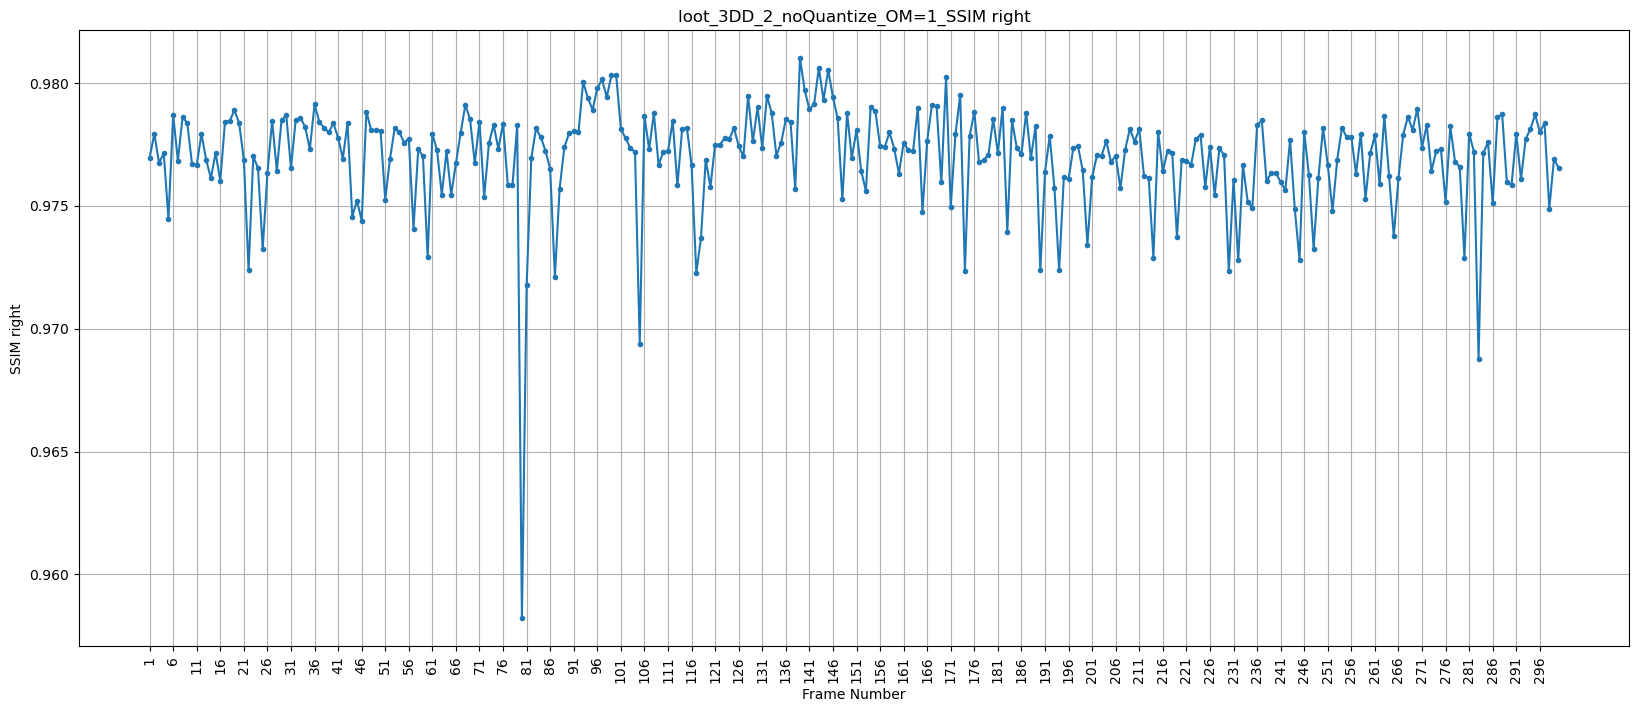 loot_3DD_2_noQuantize_OM=1_SSIM right
SSIM right
0.980
0.975
0.970
0.965
0.960
1 6 11 16 21 26 31 36 41 46 51 56 61 66 71 76 81 86 91 96 101 106 111 116 121 126 131 136 141 146 151 156 161 166 171 176 181 186 191 196 201 206 211 216 221 226 231 236 241 246 251 256 261 266 271 276 281 286 291 296
Frame Number